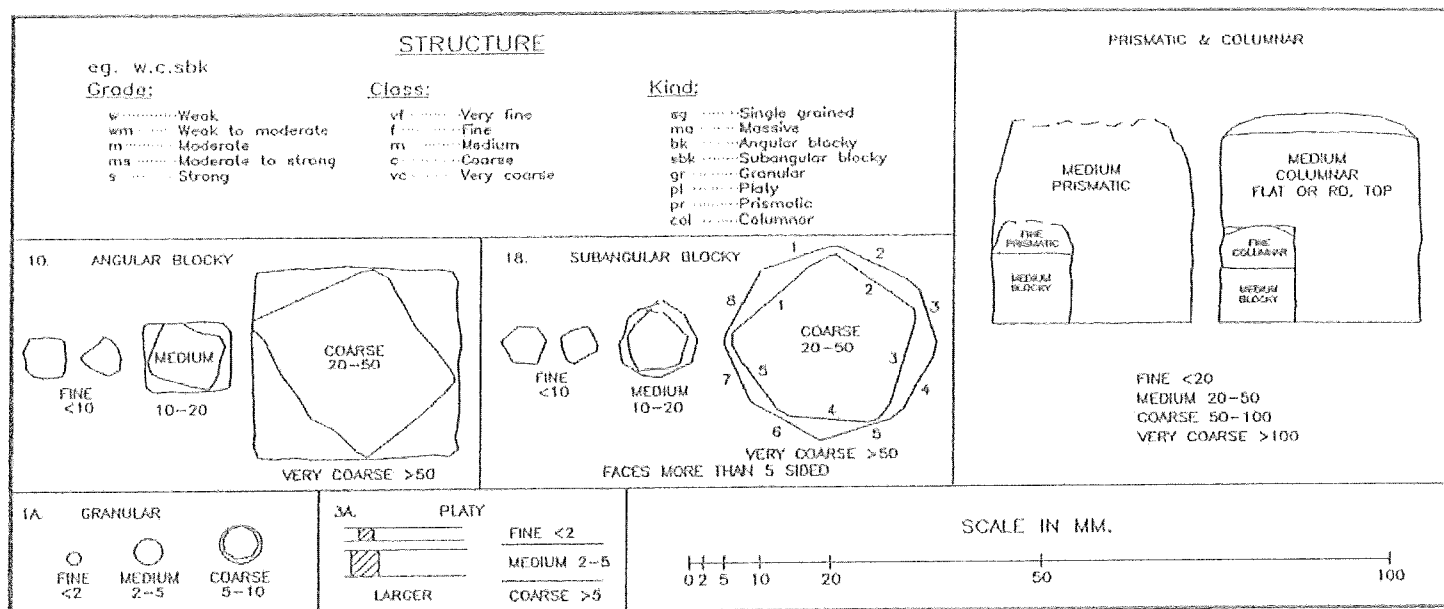 STRUCTURE
eg. w.c.sbk
Grade:
w ········· Weak
wm ····· Weak to moderate
m ········ Moderate
ms ······· Moderate to strong
s ······· Strong
Class:
vf ······· Very fine
f ········ Fine
m ······ Medium
c ········ Coarse
vc ······· Very coarse
Kind:
sg ······· Single grained
ma ······ Massive
bk ······· Angular blocky
sbk ······ Subangular blocky
gr ······· Granular
pl ······· Platy
pr ······· Prismatic
col ······ Columnar
PRISMATIC & COLUMNAR
MEDIUM
PRISMATIC
FINE
PRISMATIC
MEDIUM
BLOCKY
MEDIUM
COLUMNAR
FLAT OR RD. TOP
FINE
COLUMNAR
MEDIUM
BLOCKY
FINE <20
MEDIUM 20-50
COARSE 50-100
VERY COARSE >100
10. ANGULAR BLOCKY
FINE
<10
MEDIUM
10-20
COARSE
20-50
VERY COARSE >50
18. SUBANGULAR BLOCKY
FINE
<10
MEDIUM
10-20
1 2 3 4 5 6 7 8
1 2 3 4 5
COARSE
20-50
VERY COARSE >50
FACES MORE THAN 5 SIDED
1A. GRANULAR
FINE
<2
MEDIUM
2-5
COARSE
5-10
3A. PLATY
LARGER
FINE <2
MEDIUM 2-5
COARSE >5
SCALE IN MM.
0 2 5 10 20 50 100